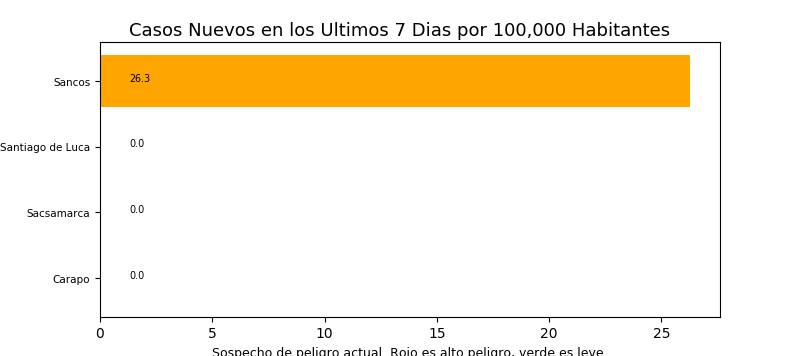 Casos Nuevos en los Ultimos 7 Dias por 100,000 Habitantes
Sancos 26.3
Santiago de Luca 0.0
Sacsamarca 0.0
Carapo 0.0
0 5 10 15 20 25
Sospecho de peligro actual. Rojo es alto peligro, verde es leve